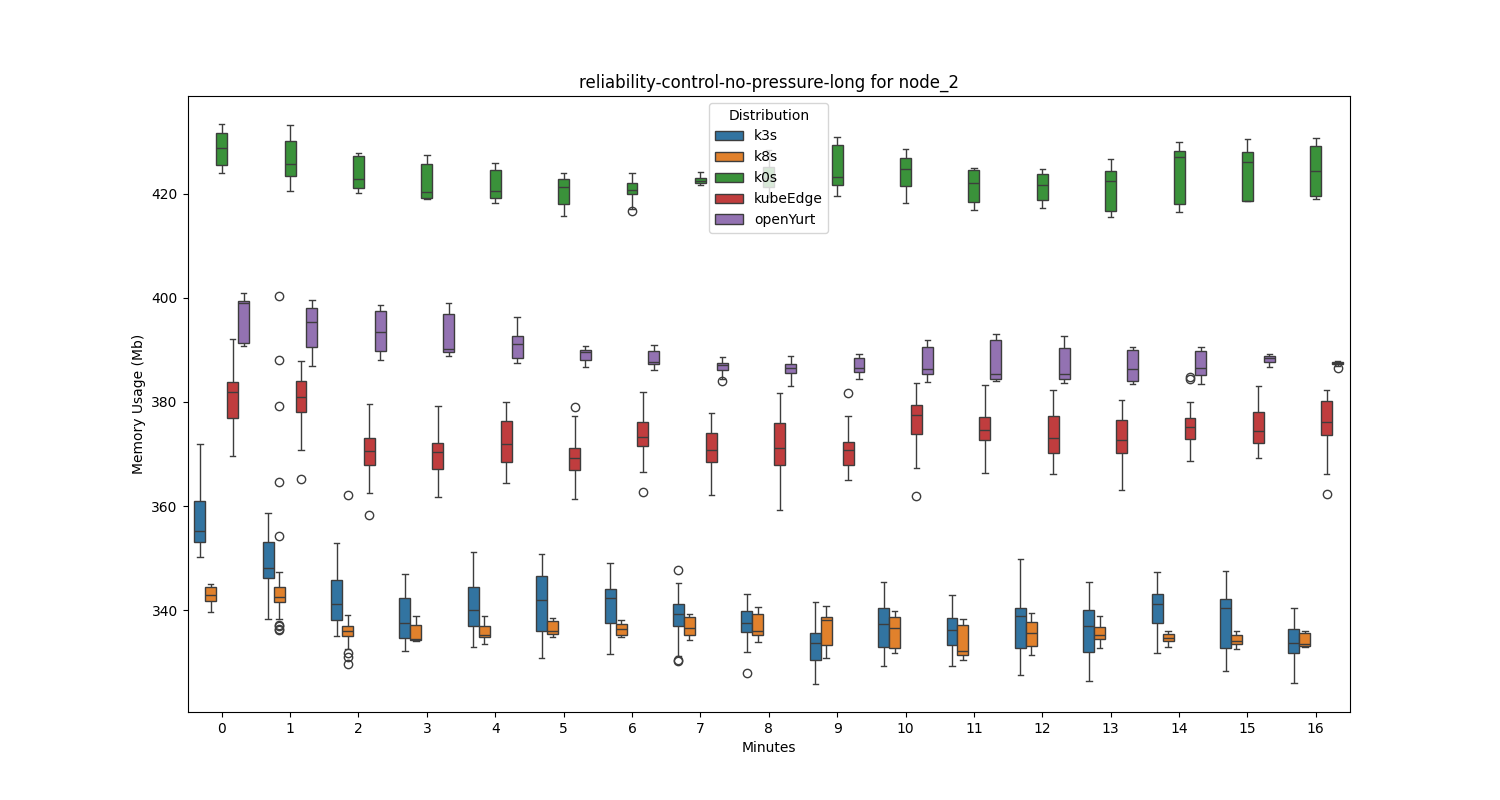 reliability-control-no-pressure-long for node_2
Distribution
k3s
k8s
k0s
kubeEdge
openYurt
Memory Usage (Mb)
420
400
380
360
340
0 1 2 3 4 5 6 7 8 9 10 11 12 13 14 15 16
Minutes